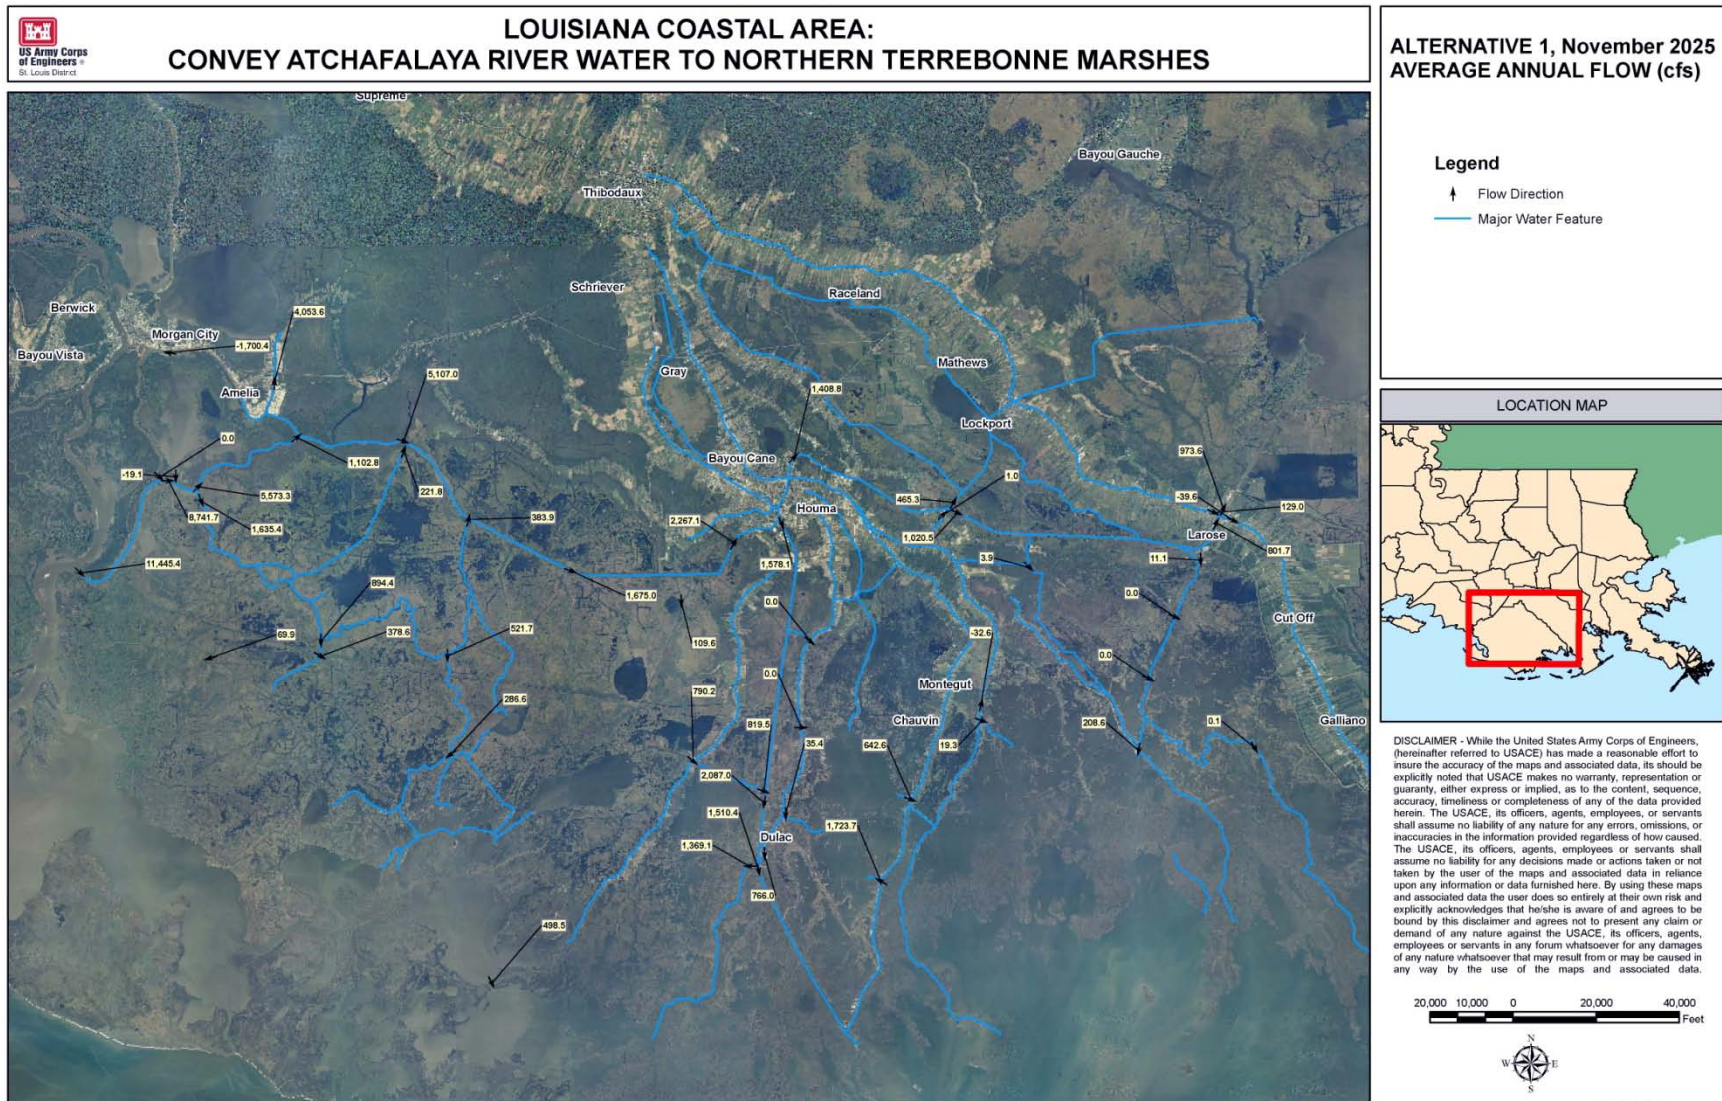 US Army Corps
of Engineers ®
St. Louis District
LOUISIANA COASTAL AREA:
CONVEY ATCHAFALAYA RIVER WATER TO NORTHERN TERREBONNE MARSHES
ALTERNATIVE 1, November 2025
AVERAGE ANNUAL FLOW (cfs)
Legend
Flow Direction
Major Water Feature
LOCATION MAP
Supreme
Bayou Gauche
Thibodaux
Schriever
Raceland
Berwick
4,053.6
Morgan City
-1,700.4
Bayou Vista
Mathews
Gray
5,107.0
Amelia
1,408.8
Lockport
0.0
Bayou Cane
973.6
1,102.8
-19.1
1.0
221.8
5,573.3
465.3
-39.6
129.0
8,741.7
383.9
Houma
2,267.1
1,635.4
1,020.5
Larose
801.7
11,445.4
1,578.1
3.9
11.1
894.4
1,675.0
0.0
0.0
109.6
Cut Off
69.9
378.6
521.7
-32.6
0.0
0.0
790.2
Montegut
286.6
819.5
Chauvin
208.6
0.1
Galliano
35.4
642.6
19.3
2,087.0
1,510.4
1,723.7
Dulac
1,369.1
766.0
498.5
DISCLAIMER - While the United States Army Corps of Engineers,
(hereinafter referred to USACE) has made a reasonable effort to
insure the accuracy of the maps and associated data, its should be
explicitly noted that USACE makes no warranty, representation or
guaranty, either express or implied, as to the content, sequence,
accuracy, timeliness or completeness of any of the data provided
herein. The USACE, its officers, agents, employees, or servants
shall assume no liability of any nature for any errors, omissions, or
inaccuracies in the information provided regardless of how caused.
The USACE, its officers, agents, employees or servants shall
assume no liability for any decisions made or actions taken or not
taken by the user of the maps and associated data in reliance
upon any information or data furnished here. By using these maps
and associated data the user does so entirely at their own risk and
explicitly acknowledges that he/she is aware of and agrees to be
bound by this disclaimer and agrees not to present any claim or
demand of any nature against the USACE, its officers, agents,
employees or servants in any forum whatsoever for any damages
of any nature whatsoever that may result from or may be caused in
any way by the use of the maps and associated data.
20,000 10,000 0 20,000 40,000
Feet
N
W E
S